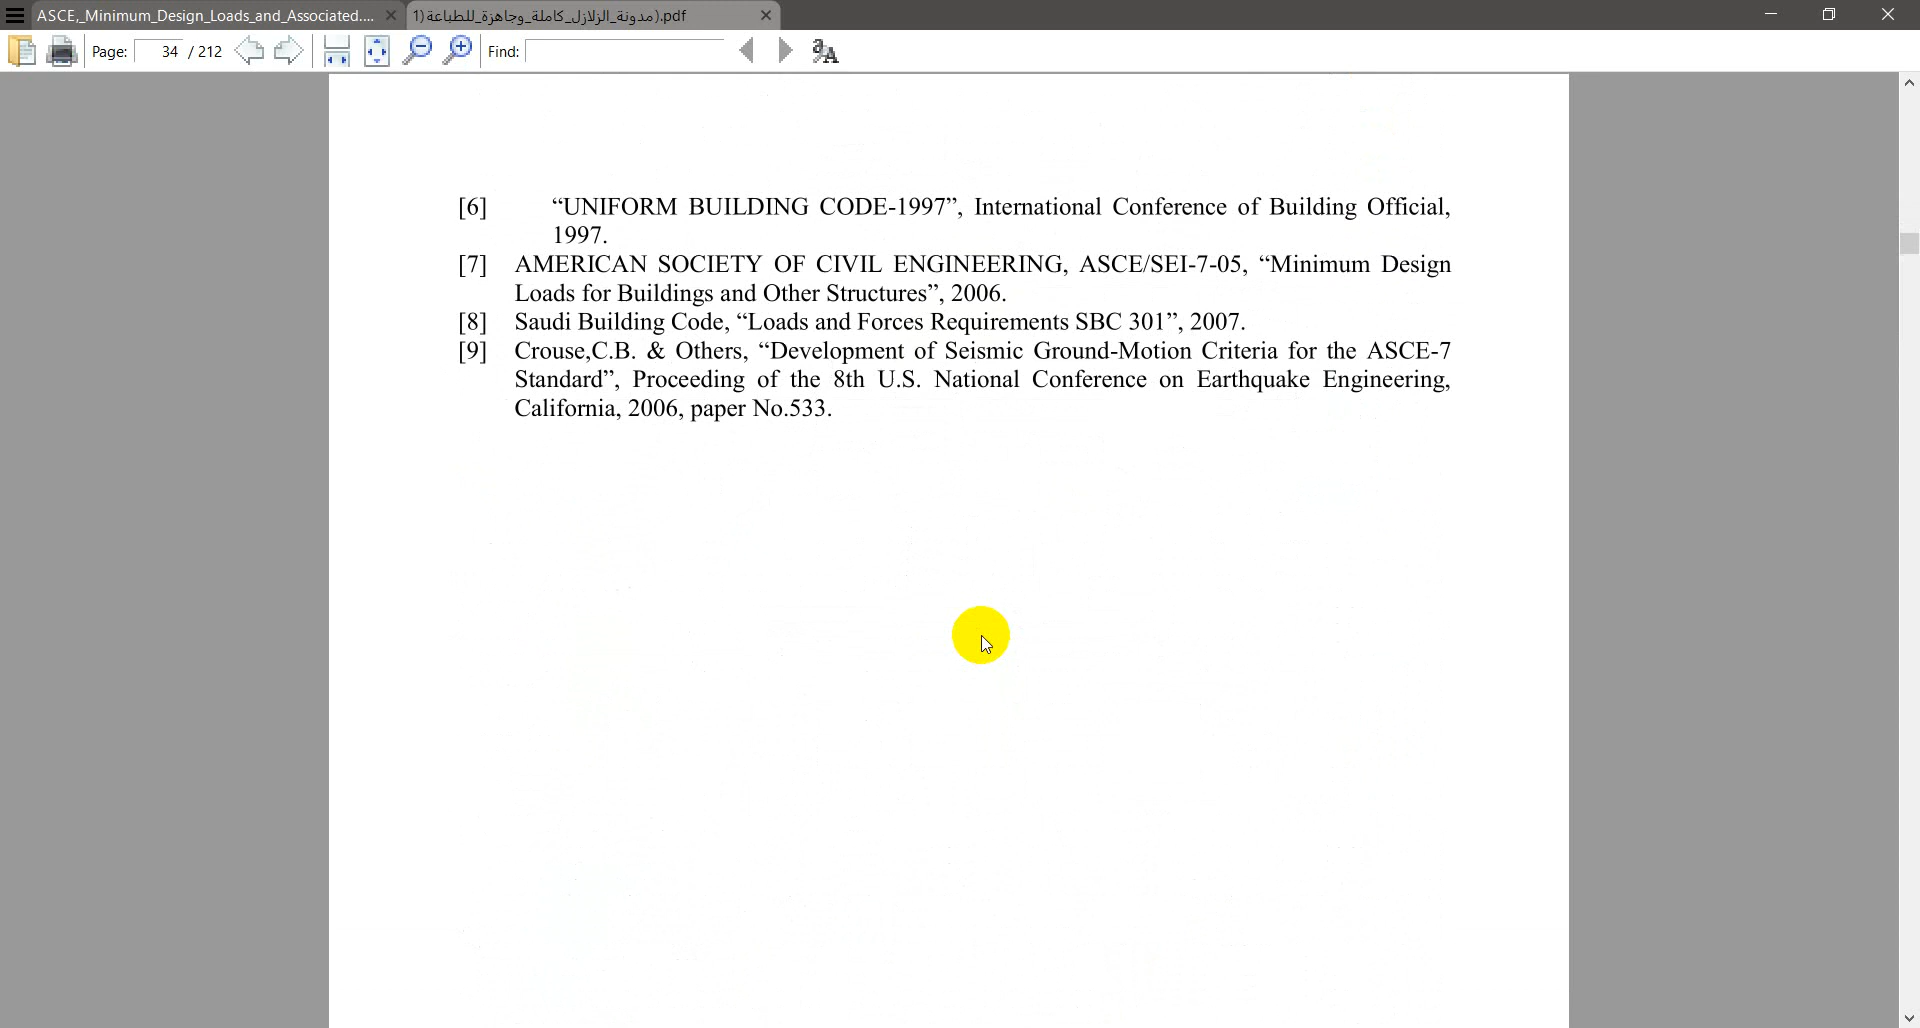 ASCE,_Minimum_Design_Loads_and_Associated....
(مدونة_الزلازل_كاملة_وجاهزة_للطباعة (1.pdf
Page: 34 / 212
Find:
[6] “UNIFORM BUILDING CODE-1997”, International Conference of Building Official,
1997.
[7] AMERICAN SOCIETY OF CIVIL ENGINEERING, ASCE/SEI-7-05, “Minimum Design
Loads for Buildings and Other Structures”, 2006.
[8] Saudi Building Code, “Loads and Forces Requirements SBC 301”, 2007.
[9] Crouse,C.B. & Others, “Development of Seismic Ground-Motion Criteria for the ASCE-7
Standard”, Proceeding of the 8th U.S. National Conference on Earthquake Engineering,
California, 2006, paper No.533.